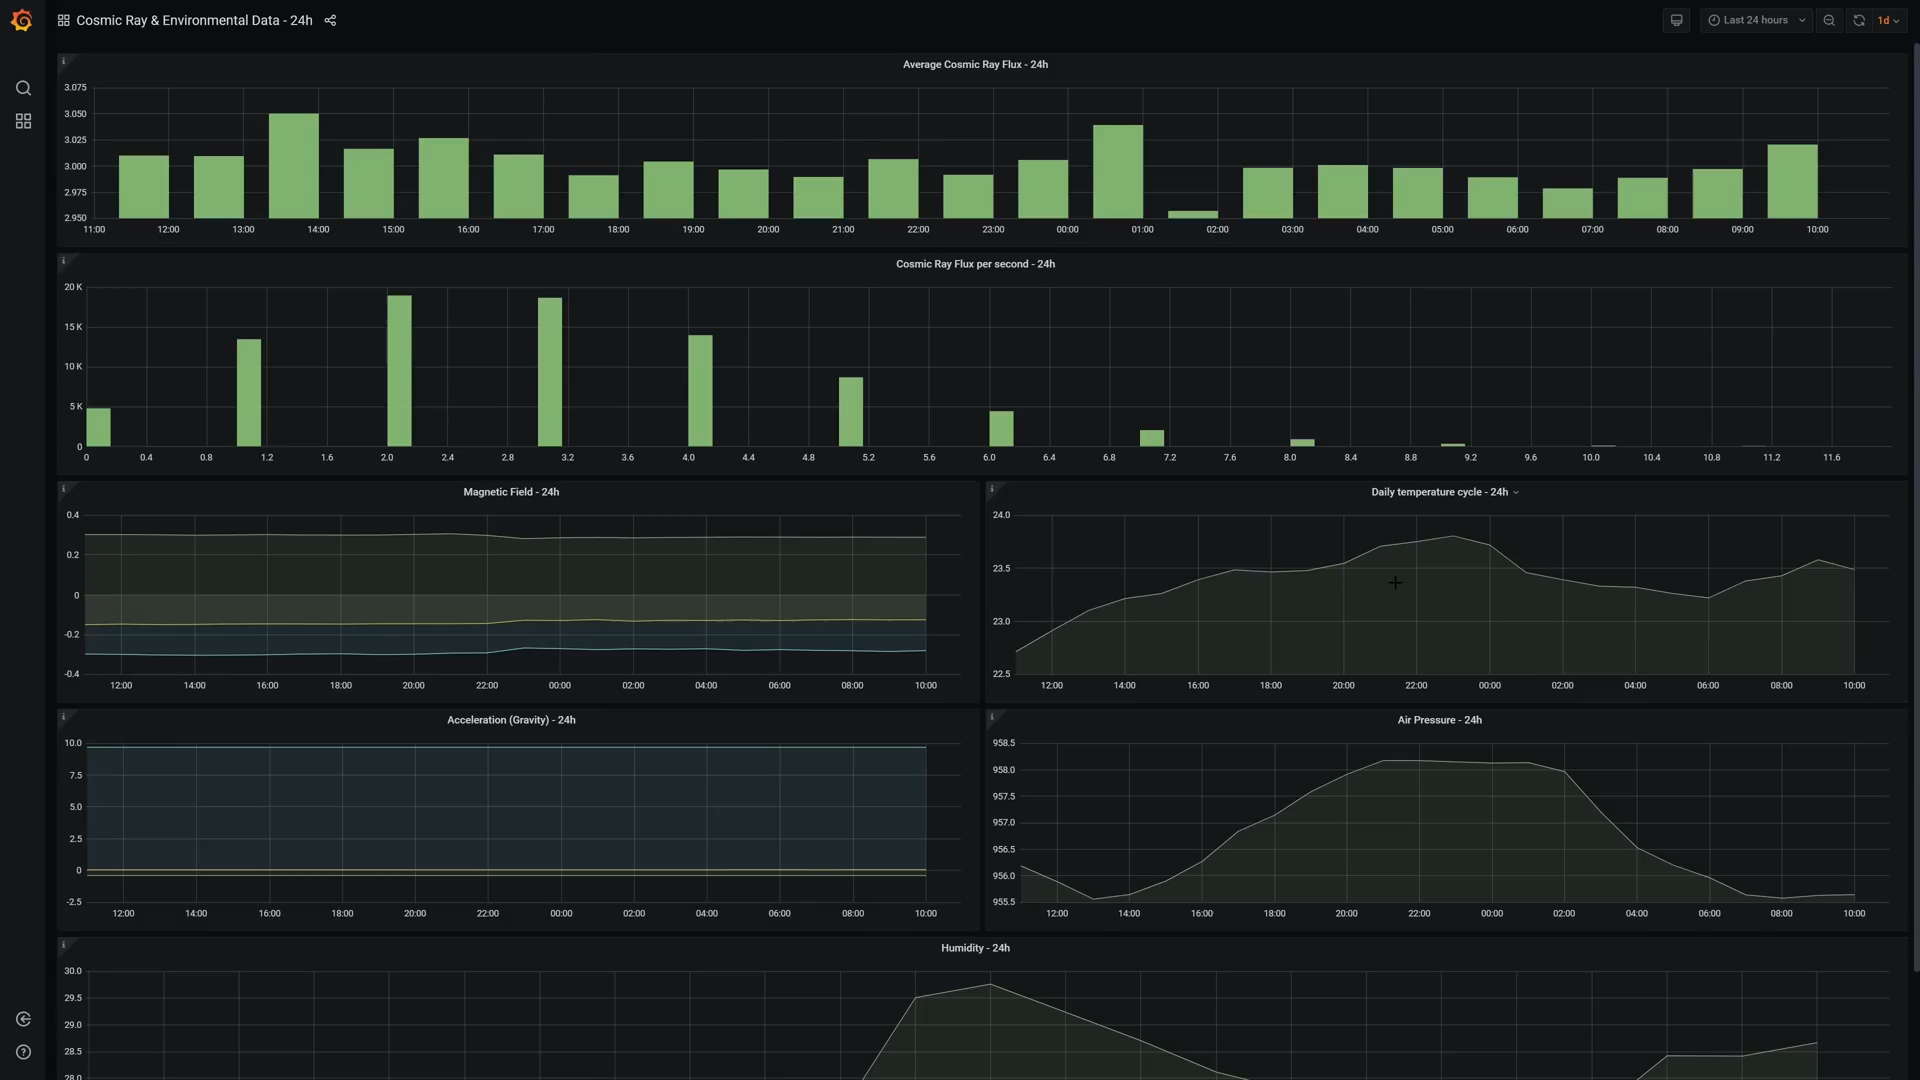 Cosmic Ray & Environmental Data - 24h
Last 24 hours
1d
Average Cosmic Ray Flux - 24h
3.075
3.050
3.025
3.000
2.975
2.950
11:00 12:00 13:00 14:00 15:00 16:00 17:00 18:00 19:00 20:00 21:00 22:00 23:00 00:00 01:00 02:00 03:00 04:00 05:00 06:00 07:00 08:00 09:00 10:00
Cosmic Ray Flux per second - 24h
20 K
15 K
10 K
5 K
0
0 0.4 0.8 1.2 1.6 2.0 2.4 2.8 3.2 3.6 4.0 4.4 4.8 5.2 5.6 6.0 6.4 6.8 7.2 7.6 8.0 8.4 8.8 9.2 9.6 10.0 10.4 10.8 11.2 11.6
Magnetic Field - 24h
0.4
0.2
0
-0.2
-0.4
12:00 14:00 16:00 18:00 20:00 22:00 00:00 02:00 04:00 06:00 08:00 10:00
Daily temperature cycle - 24h
24.0
23.5
23.0
22.5
12:00 14:00 16:00 18:00 20:00 22:00 00:00 02:00 04:00 06:00 08:00 10:00
Acceleration (Gravity) - 24h
10.0
7.5
5.0
2.5
0
-2.5
12:00 14:00 16:00 18:00 20:00 22:00 00:00 02:00 04:00 06:00 08:00 10:00
Air Pressure - 24h
958.5
958.0
957.5
957.0
956.5
956.0
955.5
12:00 14:00 16:00 18:00 20:00 22:00 00:00 02:00 04:00 06:00 08:00 10:00
Humidity - 24h
30.0
29.5
29.0
28.5
28.0